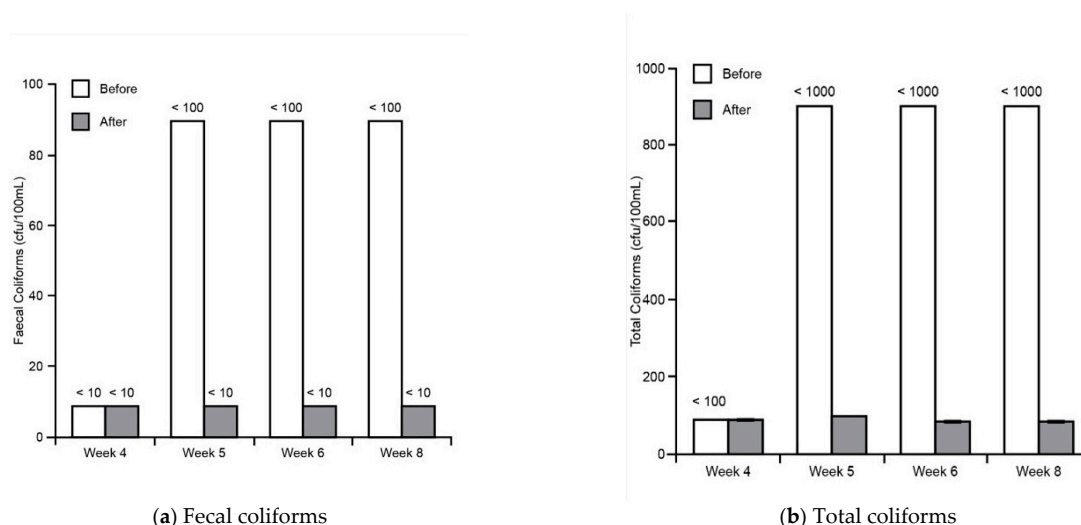 100
80
60
40
20
0
Faecal Coliforms (cfu/100mL)
Before
After
< 100
< 100
< 100
< 10
< 10
< 10
< 10
< 10
Week 4
Week 5
Week 6
Week 8
(a) Fecal coliforms
1000
800
600
400
200
0
Total Coliforms (cfu/100mL)
Before
After
< 1000
< 1000
< 1000
< 100
Week 4
Week 5
Week 6
Week 8
(b) Total coliforms